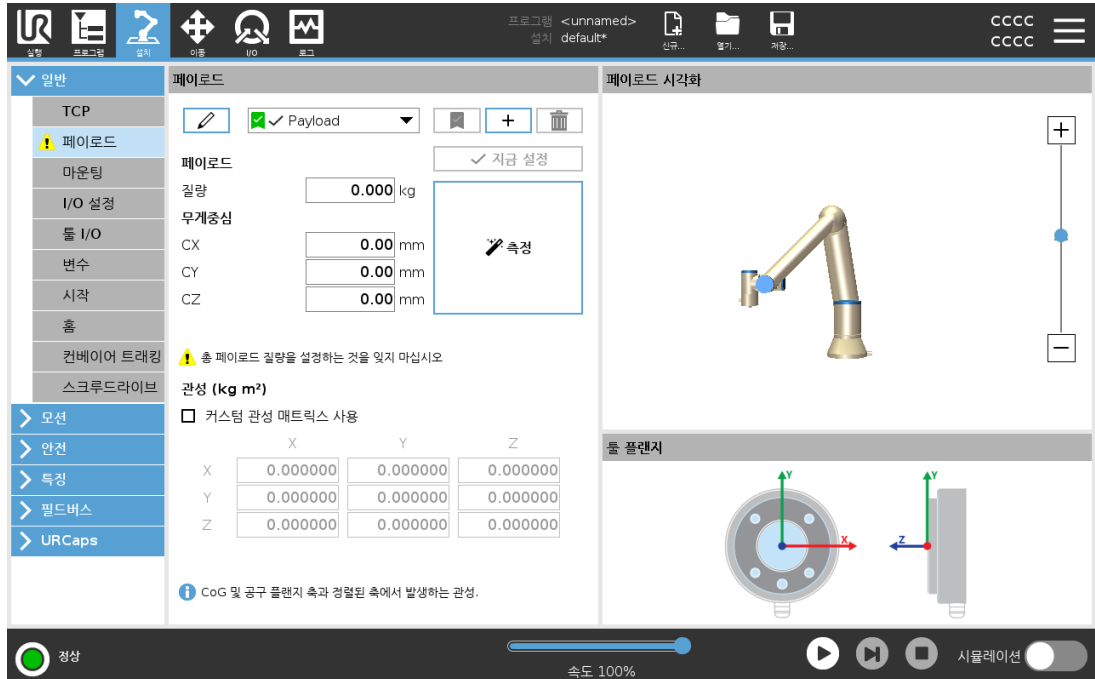 프로그램 <unnamed>
설치 default*
실행 프로그램 설치 이동 I/O 로그
신규... 열기... 저장...
CCCC
CCCC
일반
TCP
페이로드
마운팅
I/O 설정
툴 I/O
변수
시작
홈
컨베이어 트래킹
스크루드라이브
모션
안전
특징
필드버스
URCaps
페이로드
Payload
페이로드
지금 설정
질량 0.000 kg
무게중심
CX 0.00 mm
CY 0.00 mm
CZ 0.00 mm
측정
총 페이로드 질량을 설정하는 것을 잊지 마십시오
관성 (kg m²)
커스텀 관성 매트릭스 사용
X Y Z
X 0.000000 0.000000 0.000000
Y 0.000000 0.000000 0.000000
Z 0.000000 0.000000 0.000000
CoG 및 공구 플랜지 축과 정렬된 축에서 발생하는 관성.
페이로드 시각화
툴 플랜지
Y
X
Y
Z
정상
속도 100%
시뮬레이션